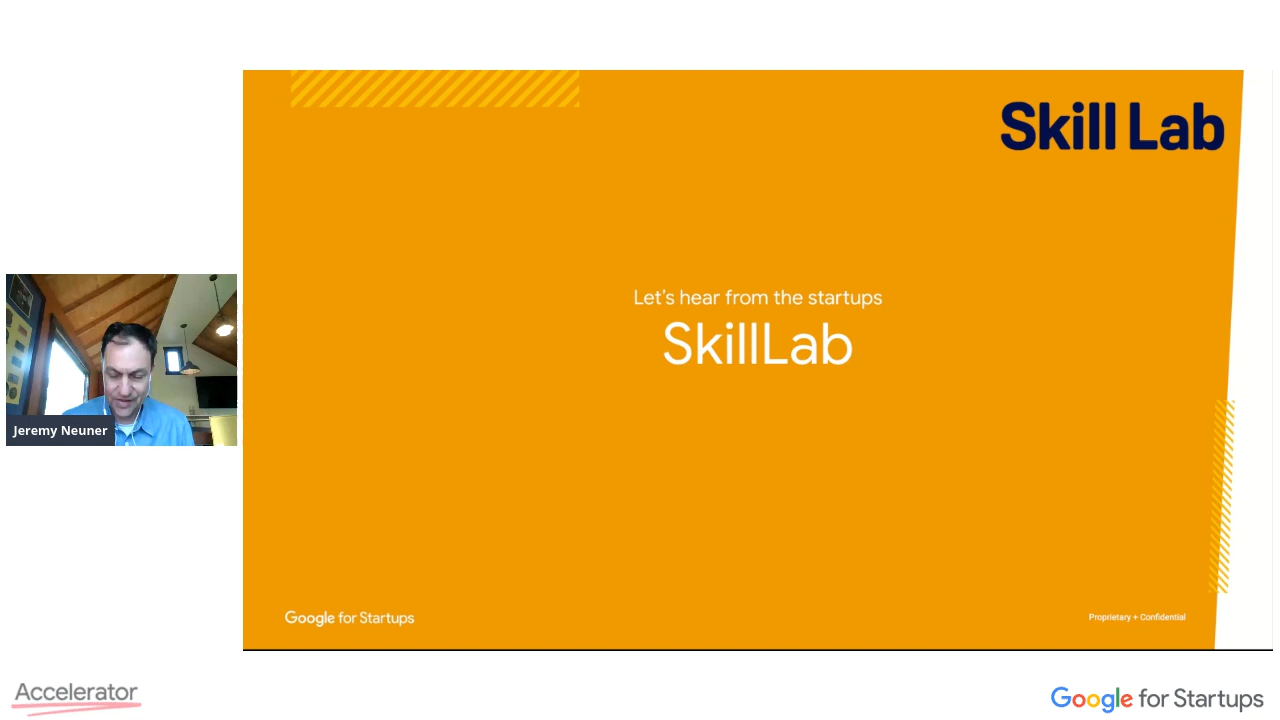 Skill Lab
Let's hear from the startups
SkillLab
Jeremy Neuner
Google for Startups
Proprietary + Confidential
Accelerator
Google for Startups